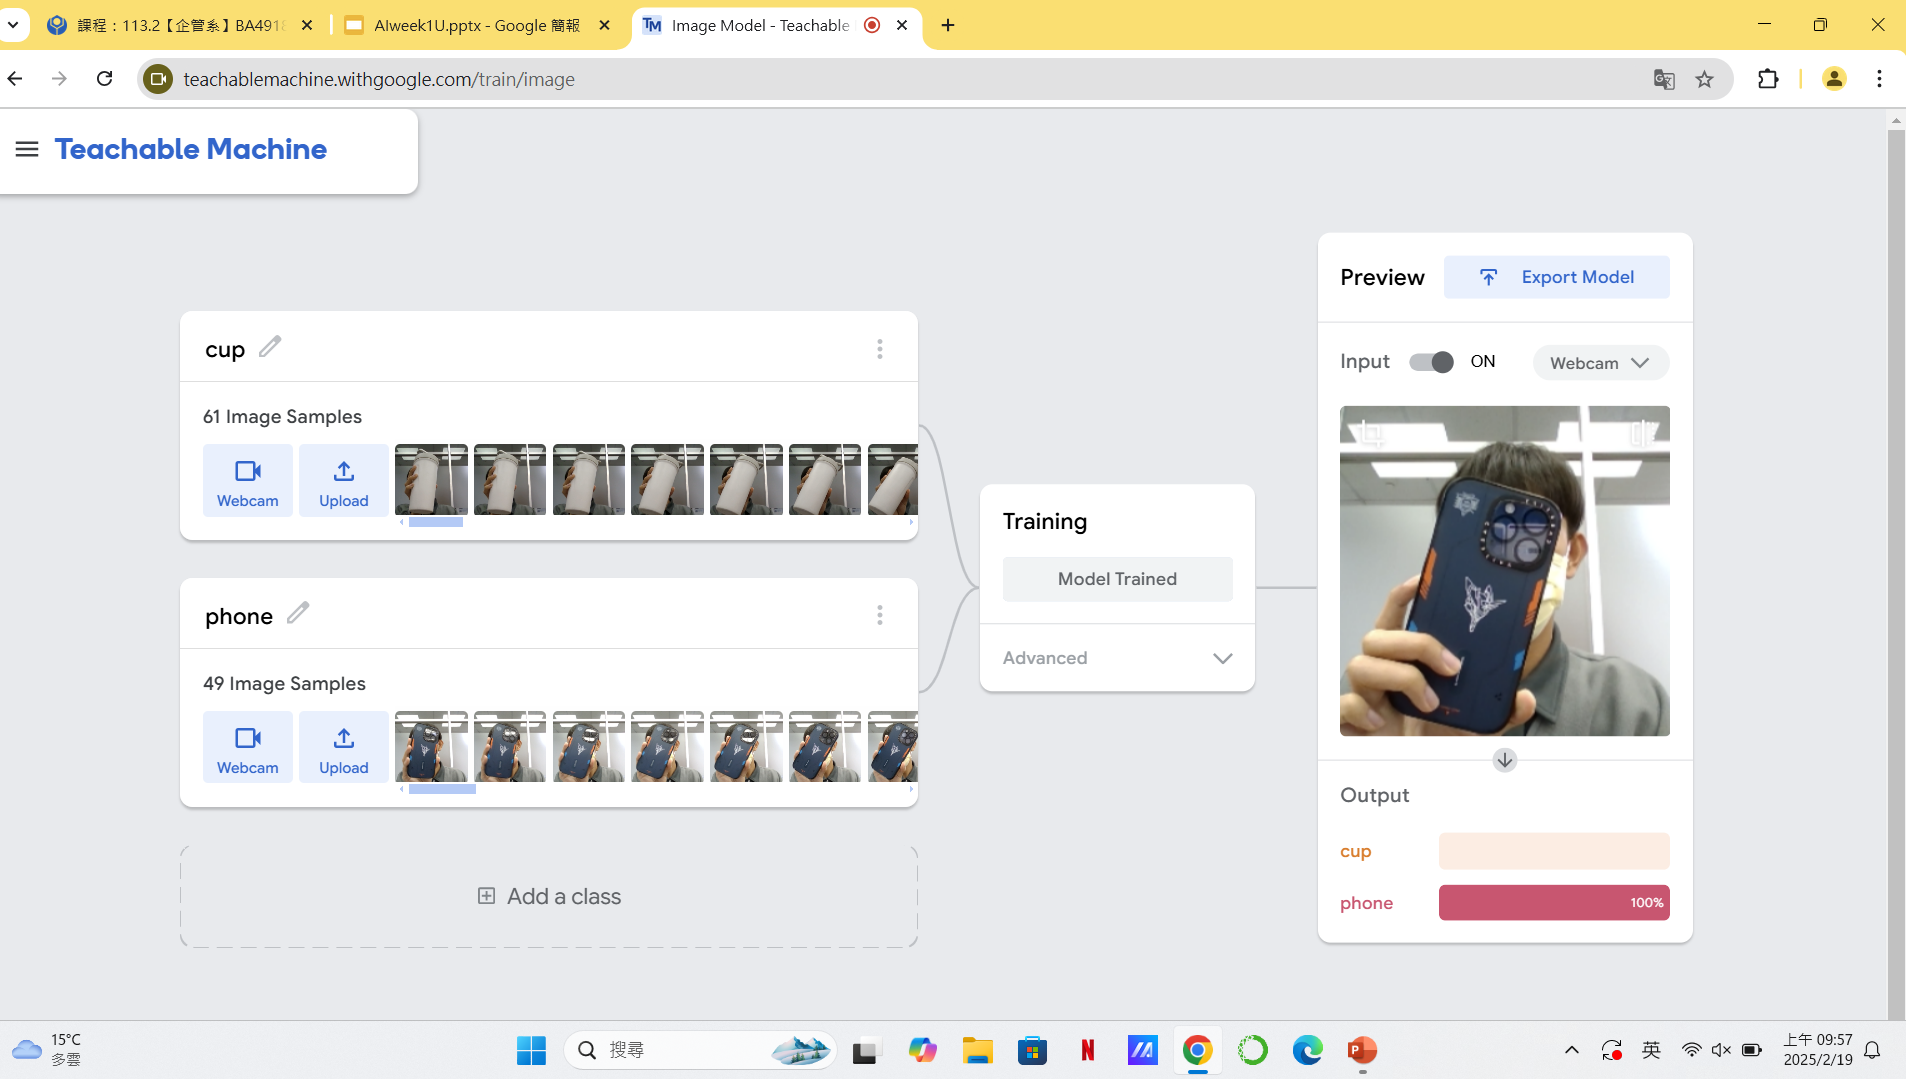 課程：113.2【企管系】BA4918
AIweek1U.pptx - Google 簡報
TM
Image Model - Teachable
teachablemachine.withgoogle.com/train/image
Teachable Machine
cup
61 Image Samples
Webcam
Upload
phone
49 Image Samples
Webcam
Upload
Add a class
Training
Model Trained
Advanced
Preview
Export Model
Input
ON
Webcam
Output
cup
phone
100%
15°C
多雲
搜尋
英
上午 09:57
2025/2/19